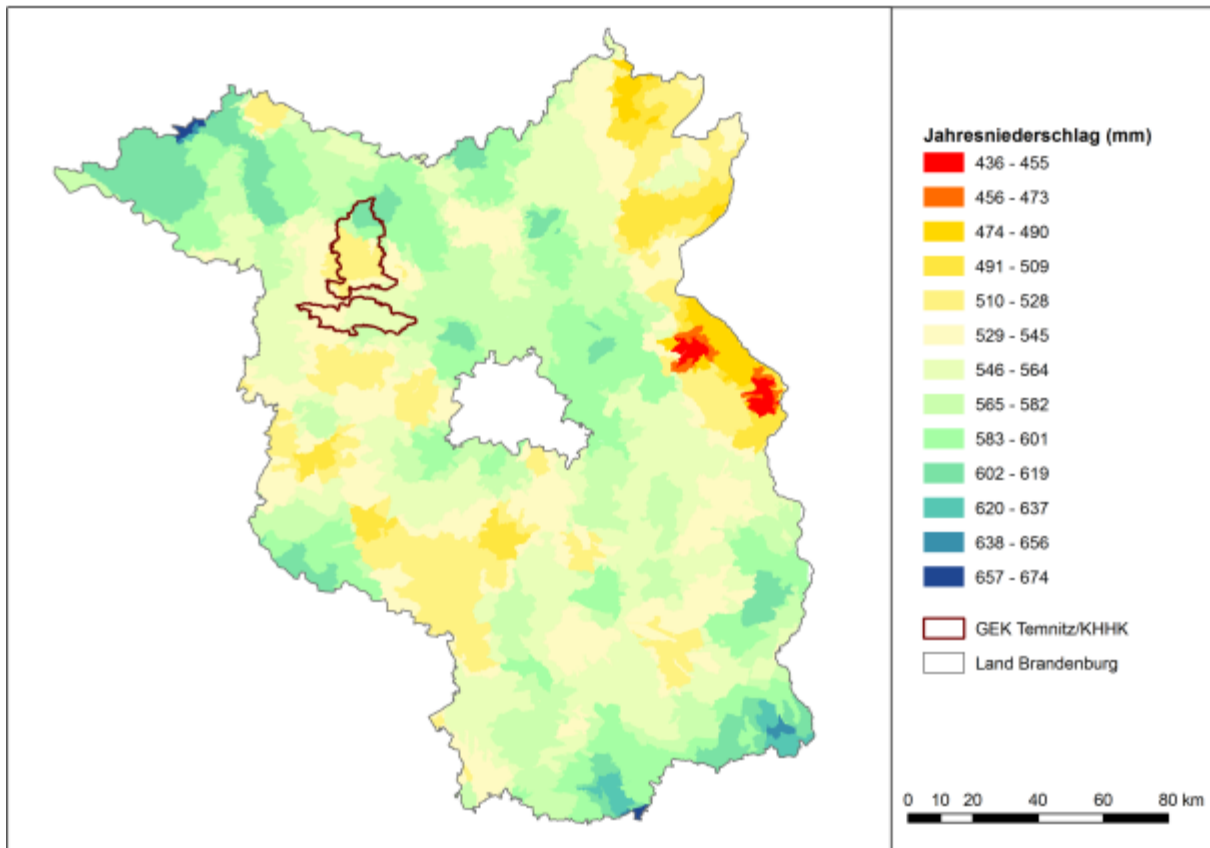 Jahresniederschlag (mm)
436 - 455
456 - 473
474 - 490
491 - 509
510 - 528
529 - 545
546 - 564
565 - 582
583 - 601
602 - 619
620 - 637
638 - 656
657 - 674
GEK Temnitz/KHHK
Land Brandenburg
0 10 20 40 60 80 km